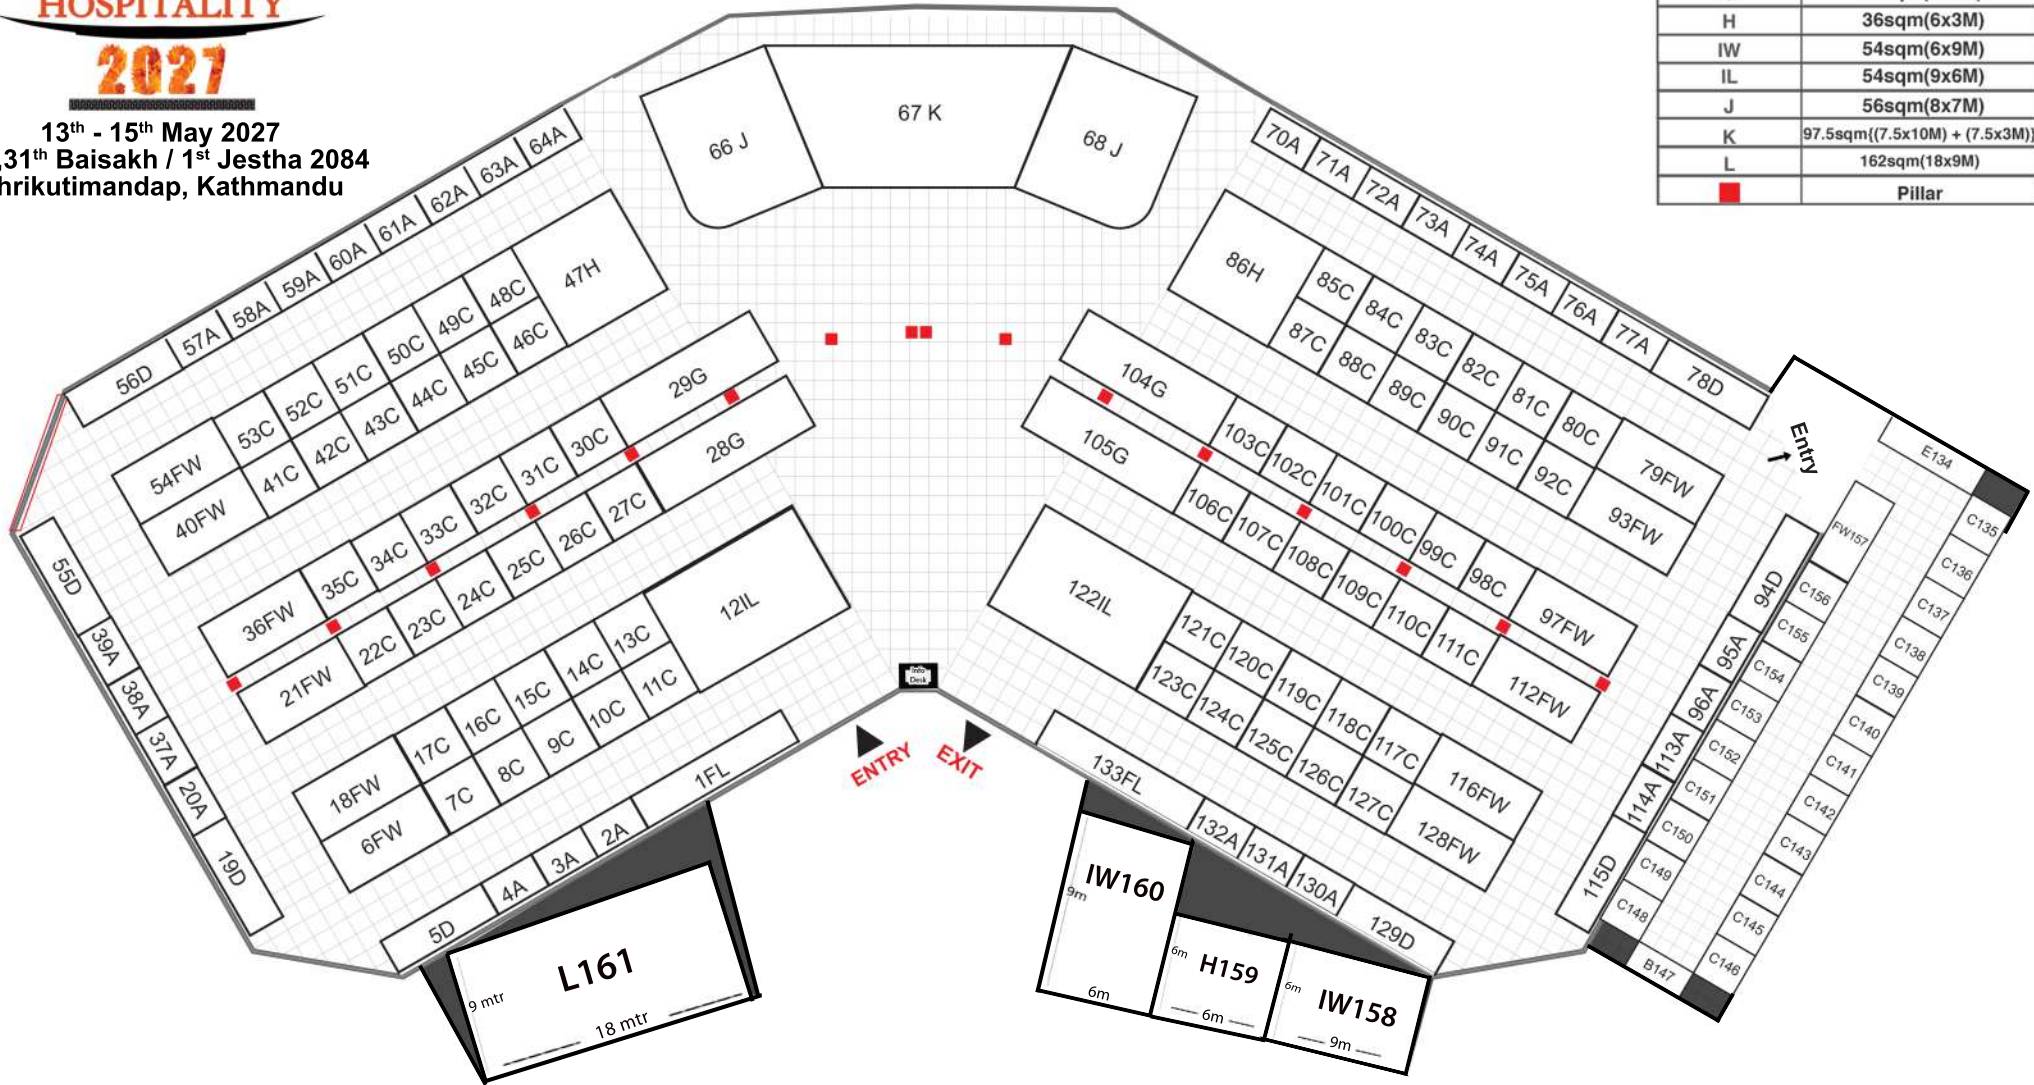 HOSPITALITY
2027
13th - 15th May 2027
,31th Baisakh / 1st Jestha 2084
hrikutimandap, Kathmandu
H 36sqm(6x3M)
IW 54sqm(6x9M)
IL 54sqm(9x6M)
J 56sqm(8x7M)
K 97.5sqm{(7.5x10M) + (7.5x3M)}
L 162sqm(18x9M)
Pillar
66 J
67 K
68 J
56D
57A
58A
59A
60A
61A
62A
63A
64A
54FW
53C
52C
51C
50C
49C
48C
47H
40FW
41C
42C
43C
44C
45C
46C
36FW
35C
34C
33C
32C
31C
30C
29G
21FW
22C
23C
24C
25C
26C
27C
28G
18FW
17C
16C
15C
14C
13C
12IL
6FW
7C
8C
9C
10C
11C
55D
39A
38A
37A
20A
19D
5D
4A
3A
2A
1FL
70A
71A
72A
73A
74A
75A
76A
77A
78D
86H
85C
84C
83C
82C
81C
80C
79FW
87C
88C
89C
90C
91C
92C
93FW
104G
103C
102C
101C
100C
99C
98C
97FW
105G
106C
107C
108C
109C
110C
111C
112FW
122IL
121C
120C
119C
118C
117C
116FW
123C
124C
125C
126C
127C
128FW
133FL
132A
131A
130A
129D
94D
95A
96A
113A
114A
115D
Entry
E134
C135
C136
C137
C138
C139
C140
C141
C142
C143
C144
C145
C146
FW157
C156
C155
C154
C153
C152
C151
C150
C149
C148
B147
Info
Desk
ENTRY
EXIT
L161
9 mtr
18 mtr
IW160
9m
6m
H159
6m
6m
IW158
6m
9m